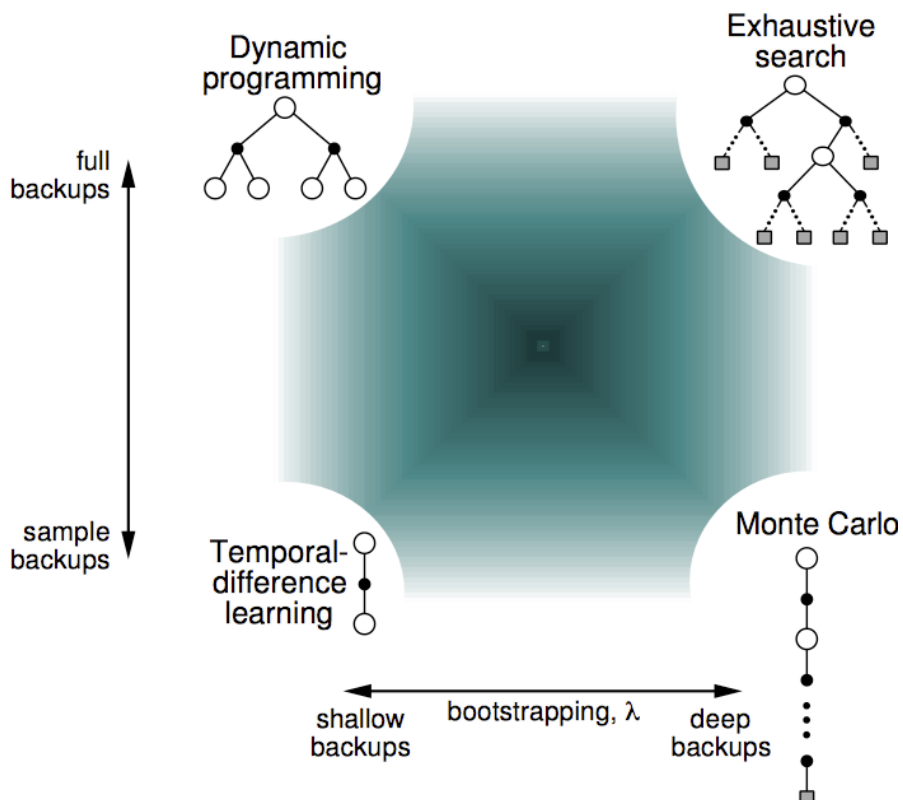 Dynamic
programming
Exhaustive
search
full
backups
sample
backups
Temporal-
difference
learning
Monte Carlo
shallow
backups
bootstrapping, λ
deep
backups